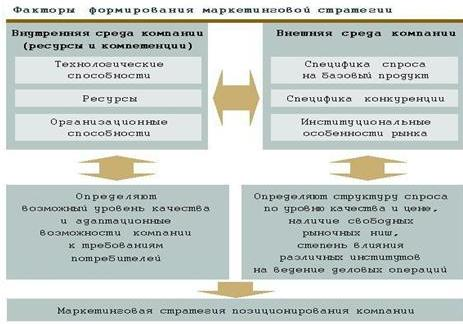 Факторы формирования маркетинговой стратегии
Внутренняя среда компании
(ресурсы и компетенции)
Технологические
способности
Ресурсы
Организационные
способности
Внешняя среда компании
Специфика спроса
на базовый продукт
Специфика конкуренции
Институциональные
особенности рынка
Определяют
возможный уровень качества
и адаптационные
возможности компании
к требованиям
потребителей
Определяют структуру спроса
по уровню качества и цене,
наличие свободных
рыночных ниш,
степень влияния
различных институтов
на ведение деловых операций
Маркетинговая стратегия позиционирования компании